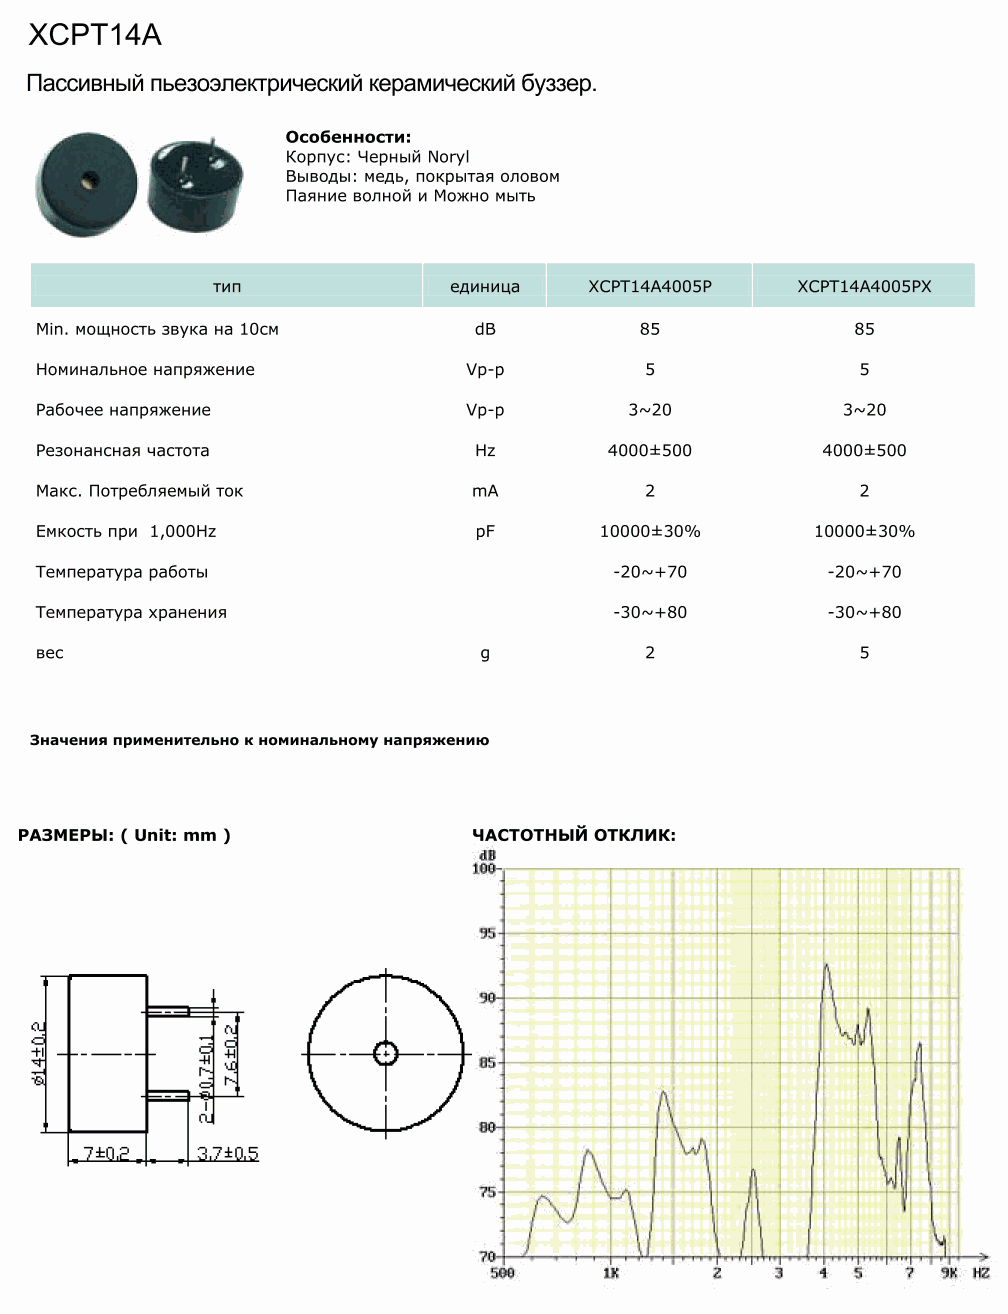 XCPT14A
Пассивный пьезоэлектрический керамический буззер.
Особенности:
Корпус: Черный Noryl
Выводы: медь, покрытая оловом
Паяние волной и Можно мыть
тип единица XCPT14A4005P XCPT14A4005PX
Min. мощность звука на 10см dB 85 85
Номинальное напряжение Vp-p 5 5
Рабочее напряжение Vp-p 3~20 3~20
Резонансная частота Hz 4000±500 4000±500
Макс. Потребляемый ток mA 2 2
Емкость при 1,000Hz pF 10000±30% 10000±30%
Температура работы -20~+70 -20~+70
Температура хранения -30~+80 -30~+80
вес g 2 5
Значения применительно к номинальному напряжению
РАЗМЕРЫ: ( Unit: mm )
ø14±0,2
2-Φ0,7±0,1
7,6±0,2
7±0,2
3,7±0,5
ЧАСТОТНЫЙ ОТКЛИК:
dB
100
95
90
85
80
75
70
500 1K 2 3 4 5 7 9K HZ